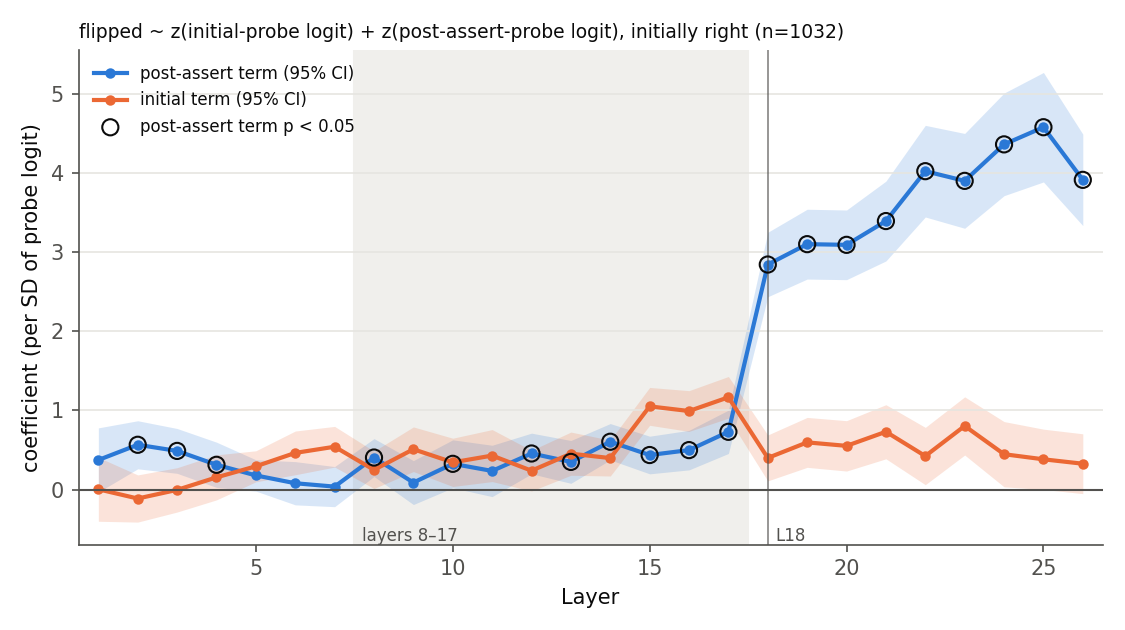 flipped ~ z(initial-probe logit) + z(post-assert-probe logit), initially right (n=1032)
post-assert term (95% CI)
initial term (95% CI)
post-assert term p < 0.05
coefficient (per SD of probe logit)
5
4
3
2
1
0
layers 8–17
L18
5
10
15
20
25
Layer